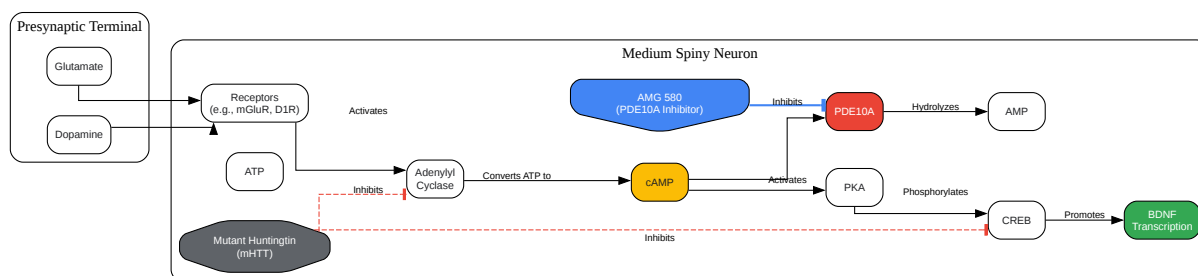 Presynaptic Terminal
Glutamate
Dopamine
Medium Spiny Neuron
Receptors
(e.g., mGluR, D1R)
Activates
ATP
Adenylyl
Cyclase
Inhibits
Mutant Huntingtin
(mHTT)
Converts ATP to
cAMP
AMG 580
(PDE10A Inhibitor)
Inhibits
PDE10A
Hydrolyzes
AMP
Activates
PKA
Phosphorylates
CREB
Promotes
BDNF
Transcription
Inhibits